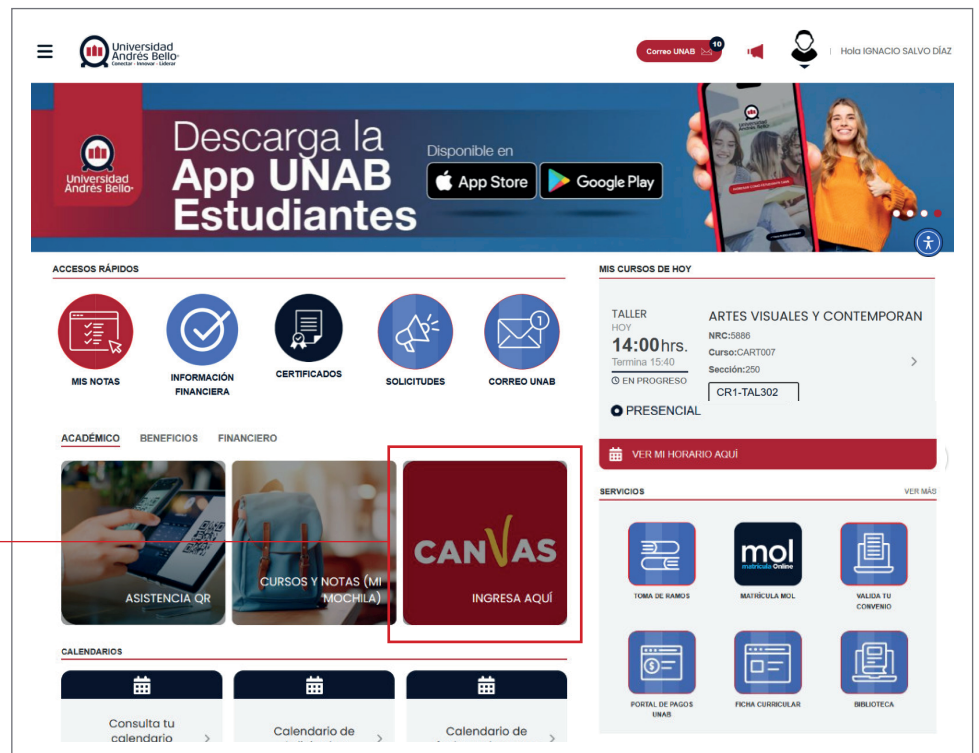 Universidad
Andrés Bello
Conectar - Innovar - Liderar
Correo UNAB
10
Hola IGNACIO SALVO DÍAZ
Universidad
Andrés Bello
Descarga la
App UNAB
Estudiantes
Disponible en
App Store
Google Play
Universidad
Andrés Bello
ACCESOS RÁPIDOS
MIS NOTAS
INFORMACIÓN
FINANCIERA
CERTIFICADOS
SOLICITUDES
1
CORREO UNAB
MIS CURSOS DE HOY
TALLER
HOY
14:00 hrs.
Termina 15:40
EN PROGRESO
ARTES VISUALES Y CONTEMPORAN
NRC:5886
Curso:CART007
Sección:250
CR1-TAL302
PRESENCIAL
VER MI HORARIO AQUÍ
ACADÉMICO BENEFICIOS FINANCIERO
ASISTENCIA QR
CURSOS Y NOTAS (MI
MOCHILA)
CANVAS
INGRESA AQUÍ
SERVICIOS
VER MÁS
TOMA DE RAMOS
mol
matrícula Online
MATRÍCULA MOL
VALIDA TU
CONVENIO
PORTAL DE PAGOS
UNAB
FICHA CURRICULAR
BIBLIOTECA
CALENDARIOS
Consulta tu
calendario
Calendario de
Calendario de